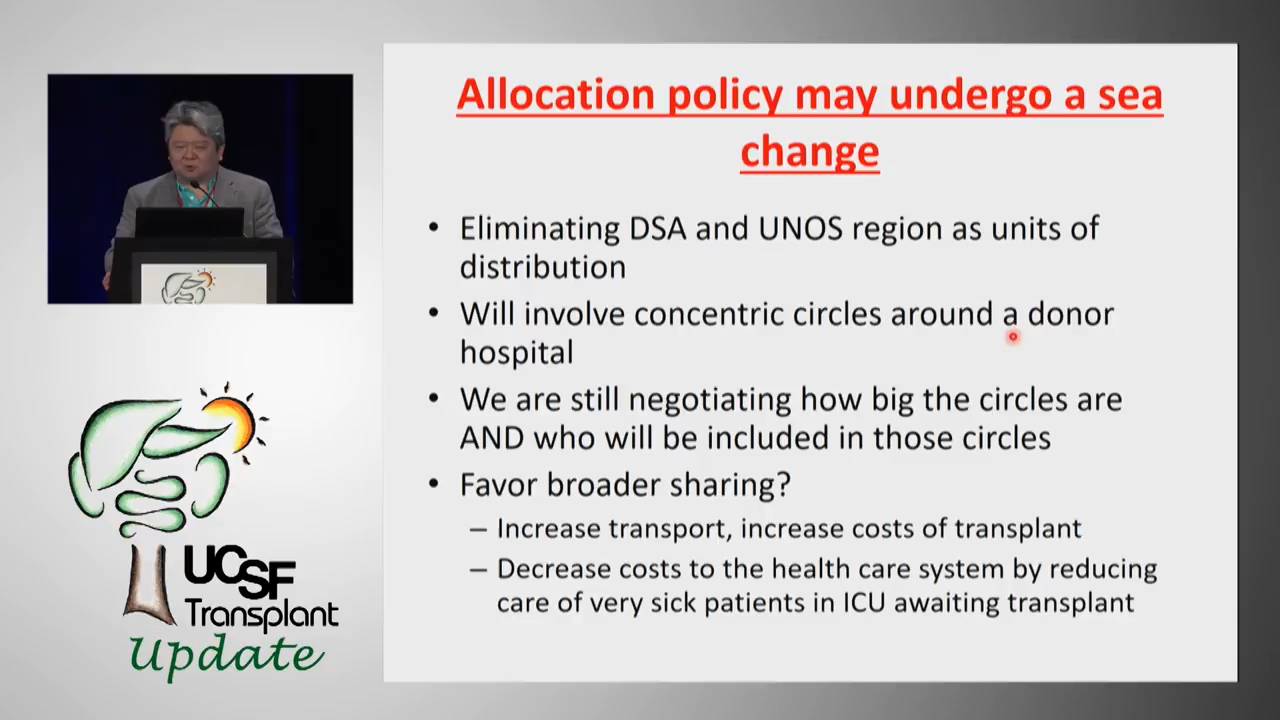 Allocation policy may undergo a sea
change
• Eliminating DSA and UNOS region as units of
distribution
• Will involve concentric circles around a donor
hospital
• We are still negotiating how big the circles are
AND who will be included in those circles
• Favor broader sharing?
– Increase transport, increase costs of transplant
– Decrease costs to the health care system by reducing
care of very sick patients in ICU awaiting transplant
UCSF
Transplant
Update